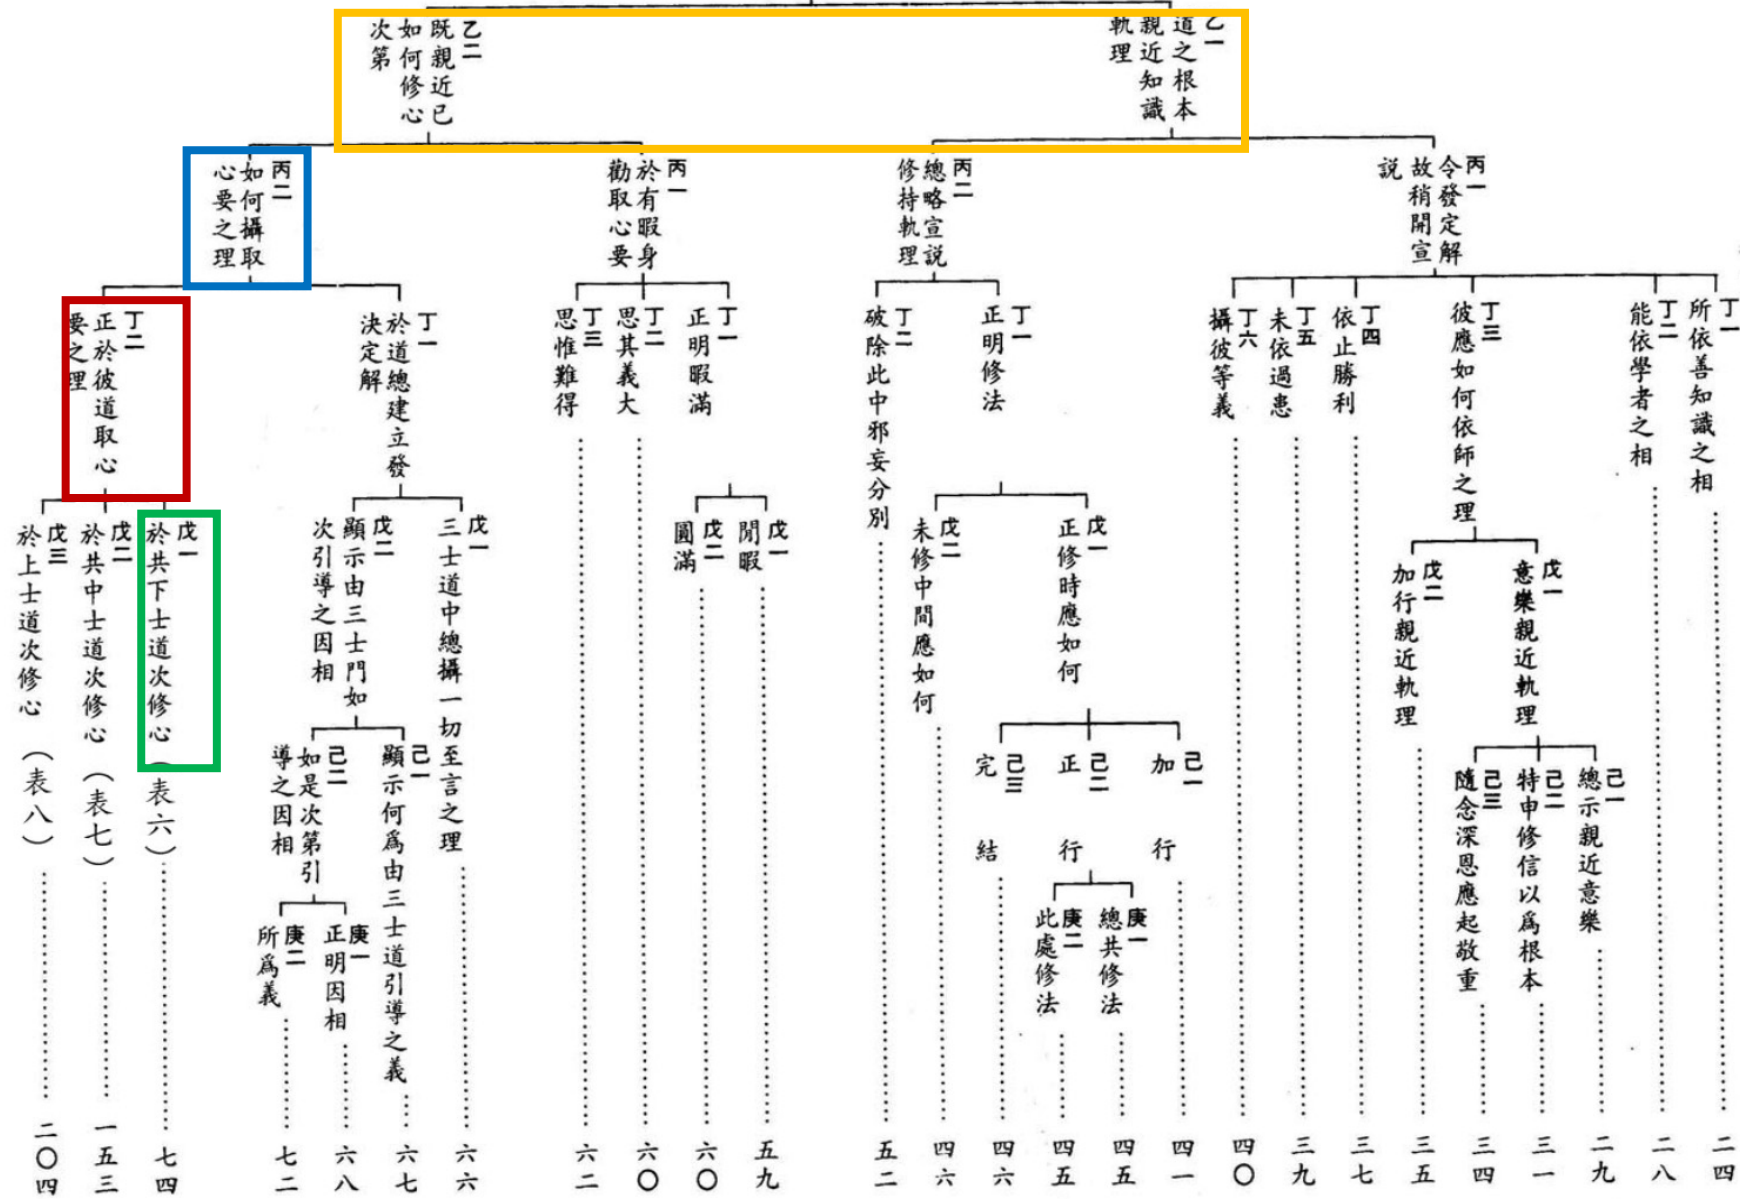 乙一
道之根本
親近知識
軌理
乙二
既親近已
如何修心
次第
丙一
令發定解
故稍開宣
說
丙二
總略宣説
修持軌理
丙一
於有暇身
勸取心要
丙二
如何攝取
心要之理
丁一
所依善知識之相
二四
丁二
能依學者之相
二八
丁三
彼應如何依師之理
丁四
依止勝利
三七
丁五
未依過患
三九
丁六
攝彼等義
四〇
丁一
正明修法
丁二
破除此中邪妄分別
五二
丁一
正明暇滿
丁二
思其義大
六〇
丁三
思惟難得
六二
丁一
於道總建立發
決定解
丁二
正於彼道取心
要之理
戊一
意樂親近軌理
戊二
加行親近軌理
三五
戊一
正修時應如何
戊二
未修中間應如何
四六
戊一
閒暇
五九
戊二
圓滿
六〇
戊一
三士道中總攝一切至言之理
六六
戊二
顯示由三士門如
次引導之因相
戊一
於共下士道次修心（表六）
七四
戊二
於共中士道次修心（表七）
一五三
戊三
於上士道次修心（表八）
二〇四
己一
總示親近意樂
二九
己二
特申修信以爲根本
三一
己三
隨念深恩應起敬重
三四
己一
加行
四一
己二
正行
己三
完結
四六
己一
顯示何爲由三士道引導之義
六七
己二
如是次第引
導之因相
庚一
總共修法
四五
庚二
此處修法
四五
庚一
正明因相
六八
庚二
所爲義
七二